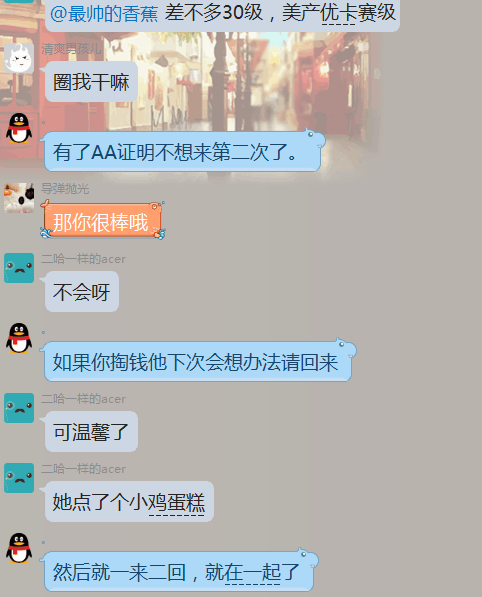 @最帅的香蕉 差不多30级，美产优卡赛级
清爽男孩儿
圈我干嘛
有了AA证明不想来第二次了。
导弹抛光
那你很棒哦
二哈一样的acer
不会呀
如果你掏钱他下次会想办法请回来
二哈一样的acer
可温馨了
二哈一样的acer
她点了个小鸡蛋糕
然后就一来二回，就在一起了